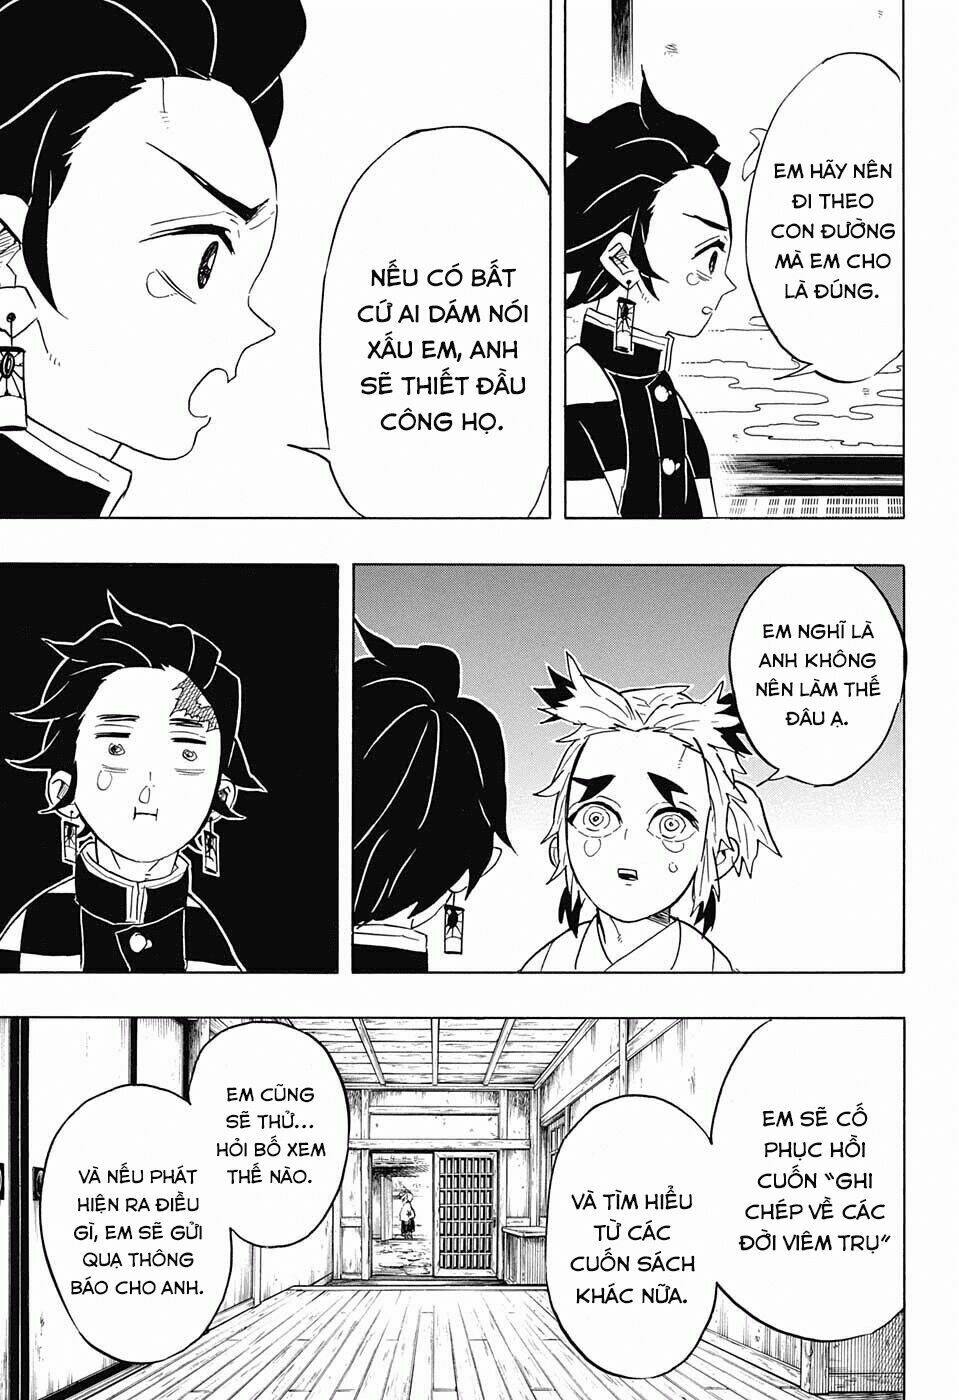 EM HÃY NÊN
ĐI THEO
CON ĐƯỜNG
MÀ EM CHO
LÀ ĐÚNG.
NẾU CÓ BẤT
CỨ AI DÁM NÓI
XẤU EM, ANH
SẼ THIẾT ĐẦU
CÔNG HỌ.
EM NGHĨ LÀ
ANH KHÔNG
NÊN LÀM THẾ
ĐÂU Ạ.
EM SẼ CỐ
PHỤC HỒI
CUỐN “GHI
CHÉP VỀ CÁC
ĐỜI VIÊM TRỤ”
VÀ TÌM HIỂU
TỪ CÁC
CUỐN SÁCH
KHÁC NỮA.
EM CŨNG
SẼ THỬ...
HỎI BỐ XEM
THẾ NÀO.
VÀ NẾU PHÁT
HIỆN RA ĐIỀU
GÌ, EM SẼ GỬI
QUA THÔNG
BÁO CHO ANH.